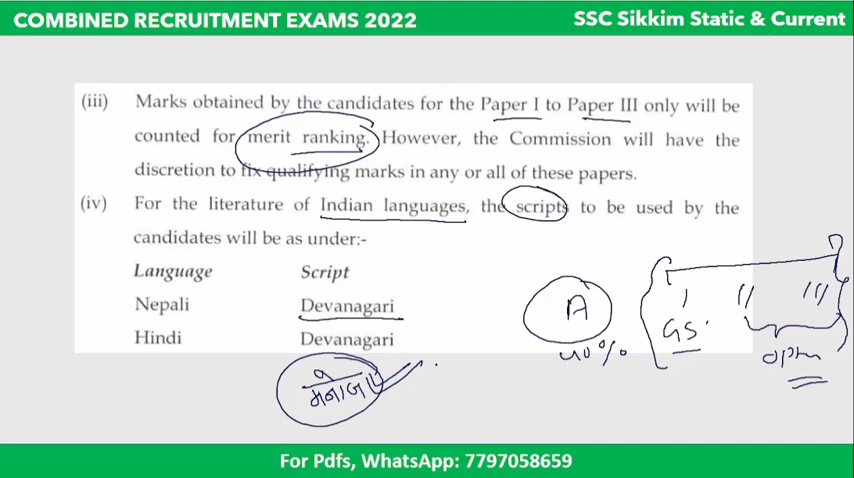 COMBINED RECRUITMENT EXAMS 2022
SSC Sikkim Static & Current
(iii) Marks obtained by the candidates for the Paper I to Paper III only will be
counted for merit ranking. However, the Commission will have the
discretion to fix qualifying marks in any or all of these papers.
(iv) For the literature of Indian languages, the scripts to be used by the
candidates will be as under:-
Language Script
Nepali Devanagari
Hindi Devanagari
A
40%
I II III
GS
For Pdfs, WhatsApp: 7797058659